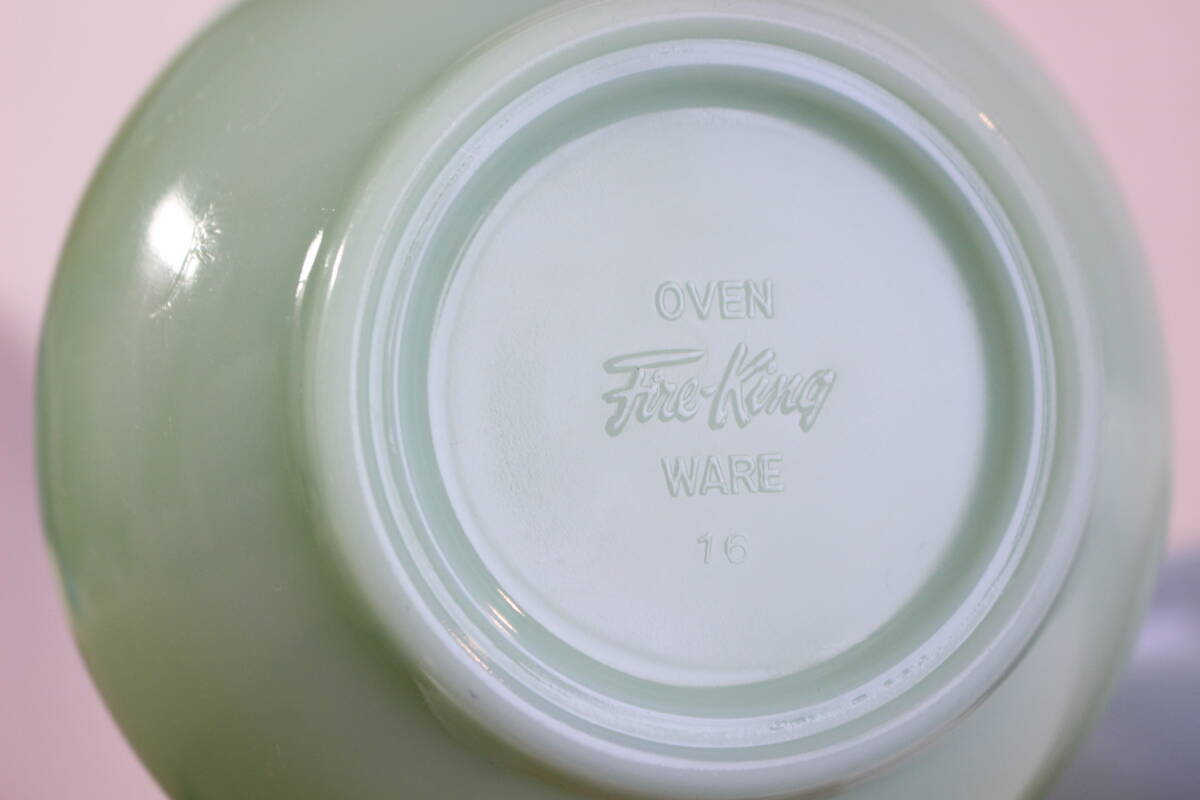 OVEN
Fire-King
WARE
16